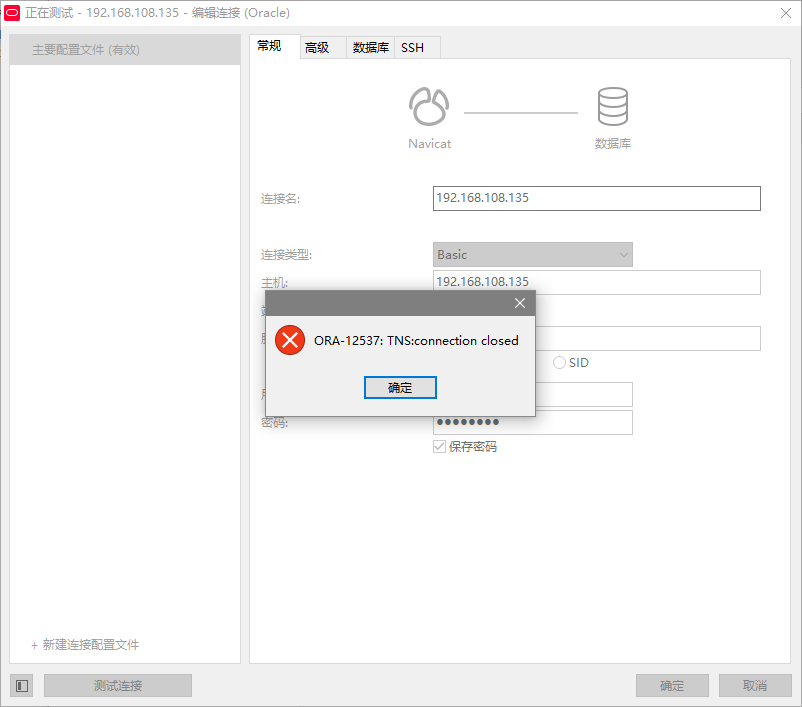 正在测试 - 192.168.108.135 - 编辑连接 (Oracle)
主要配置文件 (有效)
常规 高级 数据库 SSH
Navicat 数据库
连接名: 192.168.108.135
连接类型: Basic
主机: 192.168.108.135
ORA-12537: TNS:connection closed
SID
确定
密码: ●●●●●●●●
保存密码
+ 新建连接配置文件
测试连接 确定 取消